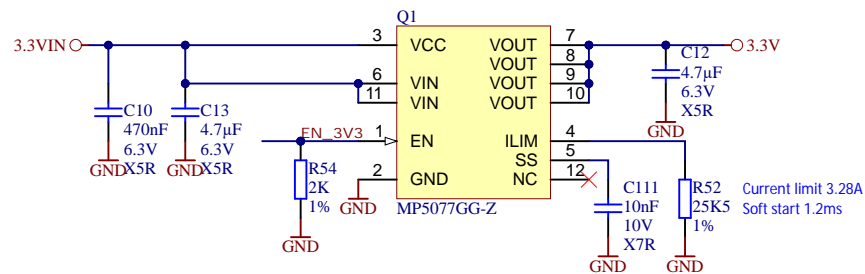 Q1
3.3VIN
3 VCC VOUT 7
VOUT 8
6 VIN VOUT 9
11 VIN VOUT 10
3.3V
C12
4.7µF
6.3V
X5R
GND
C10
470nF
6.3V
X5R
GND
C13
4.7µF
6.3V
X5R
GND
EN_3V3 1 EN ILIM 4
SS 5
2 GND NC 12
MP5077GG-Z
R54
2K
1%
GND
GND
C111
10nF
10V
X7R
GND
R52
25K5
1%
GND
Current limit 3.28A
Soft start 1.2ms